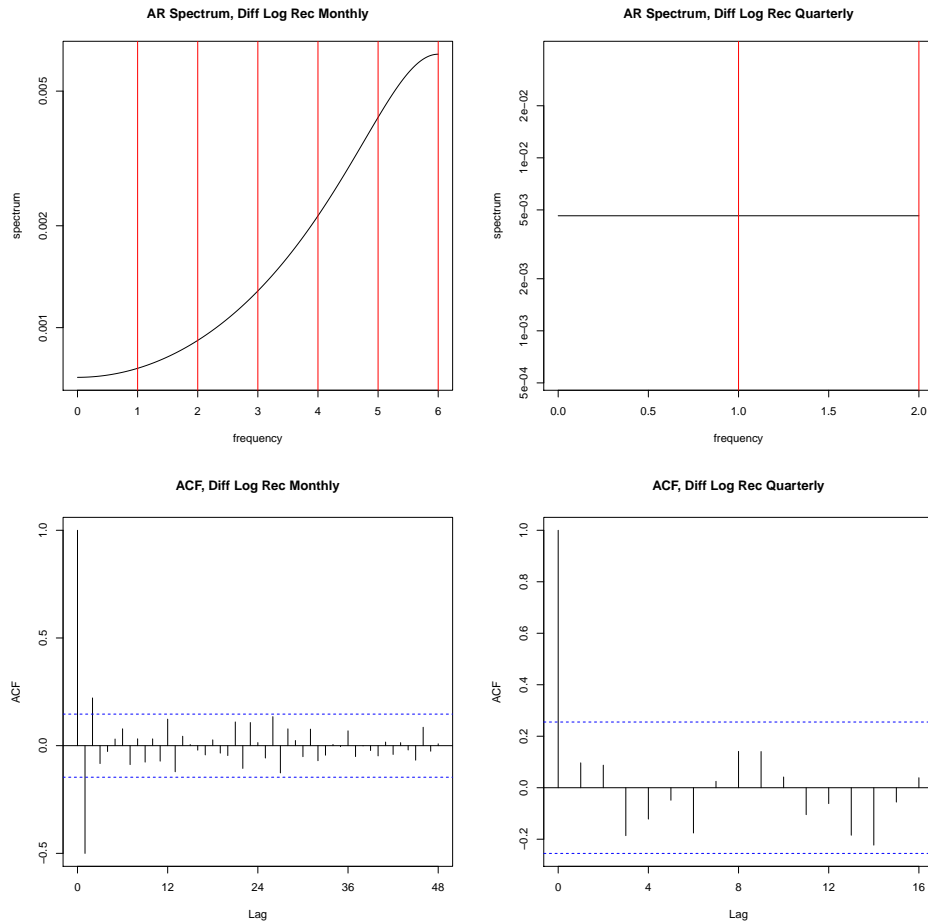 AR Spectrum, Diff Log Rec Monthly
spectrum
0.001
0.002
0.005
0 1 2 3 4 5 6
frequency
AR Spectrum, Diff Log Rec Quarterly
spectrum
5e−04
1e−03
2e−03
5e−03
1e−02
2e−02
0.0 0.5 1.0 1.5 2.0
frequency
ACF, Diff Log Rec Monthly
ACF
−0.5
0.0
0.5
1.0
0 12 24 36 48
Lag
ACF, Diff Log Rec Quarterly
ACF
−0.2
0.0
0.2
0.4
0.6
0.8
1.0
0 4 8 12 16
Lag